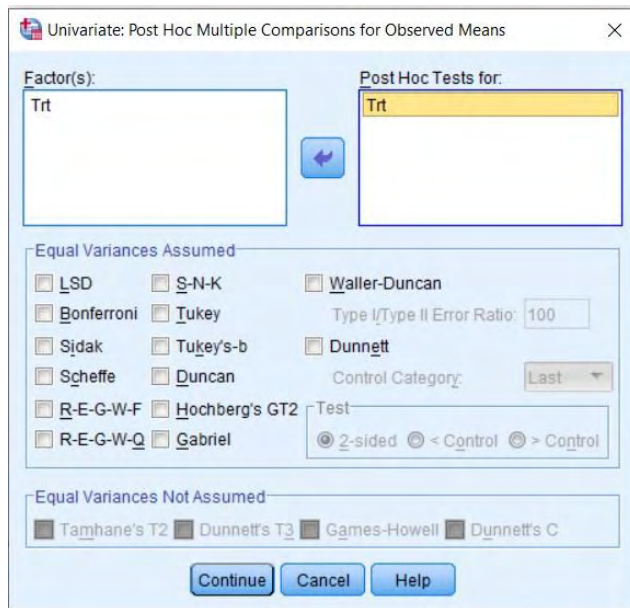 Univariate: Post Hoc Multiple Comparisons for Observed Means
Factor(s):
Post Hoc Tests for:
Trt
Trt
Equal Variances Assumed
LSD S-N-K Waller-Duncan
Bonferroni Tukey Type I/Type II Error Ratio: 100
Sidak Tukey's-b Dunnett
Scheffe Duncan Control Category: Last
R-E-G-W-F Hochberg's GT2 Test
R-E-G-W-Q Gabriel 2-sided < Control > Control
Equal Variances Not Assumed
Tamhane's T2 Dunnett's T3 Games-Howell Dunnett's C
Continue Cancel Help